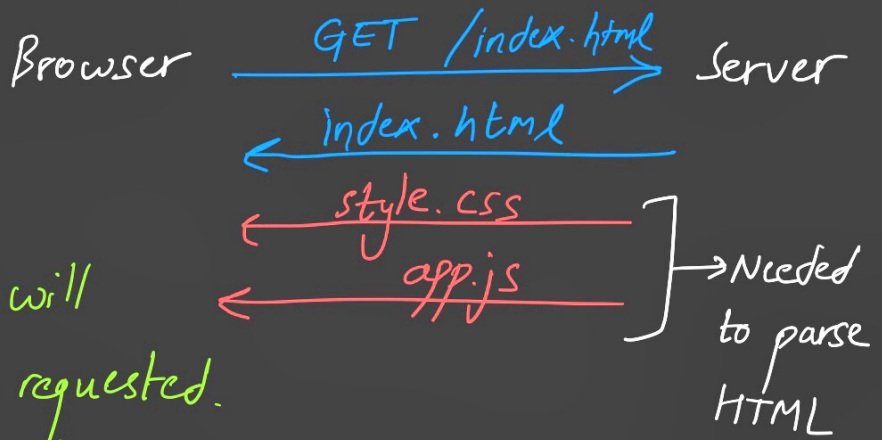 GET /index.html
Browser
Server
index.html
style.css
app.js
Needed
to parse
HTML
will
requested.